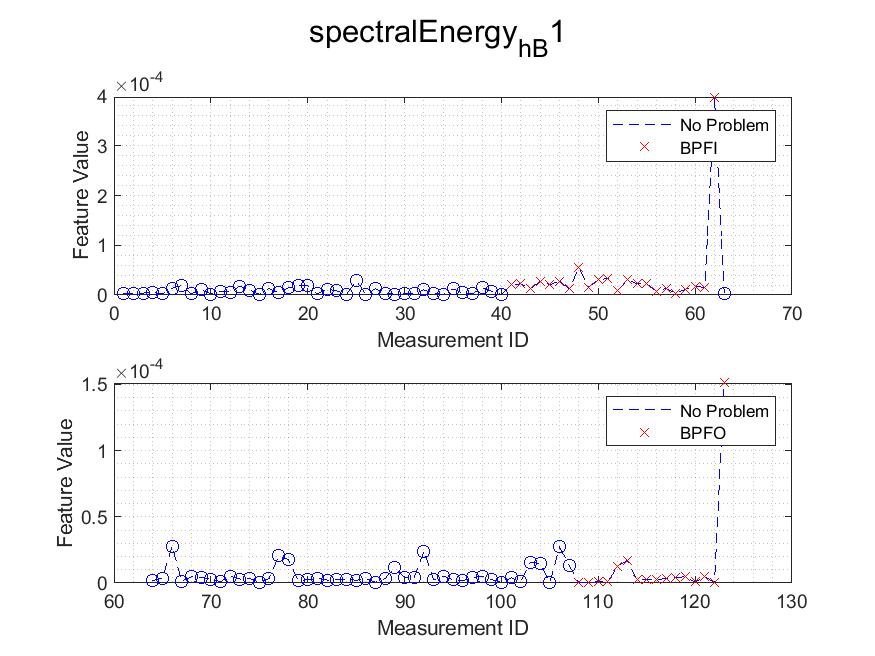 spectralEnergy_hB1
×10^-4
4
3
2
1
0
Feature Value
No Problem
BPFI
0 10 20 30 40 50 60 70
Measurement ID
×10^-4
1.5
1
0.5
0
Feature Value
No Problem
BPFO
60 70 80 90 100 110 120 130
Measurement ID